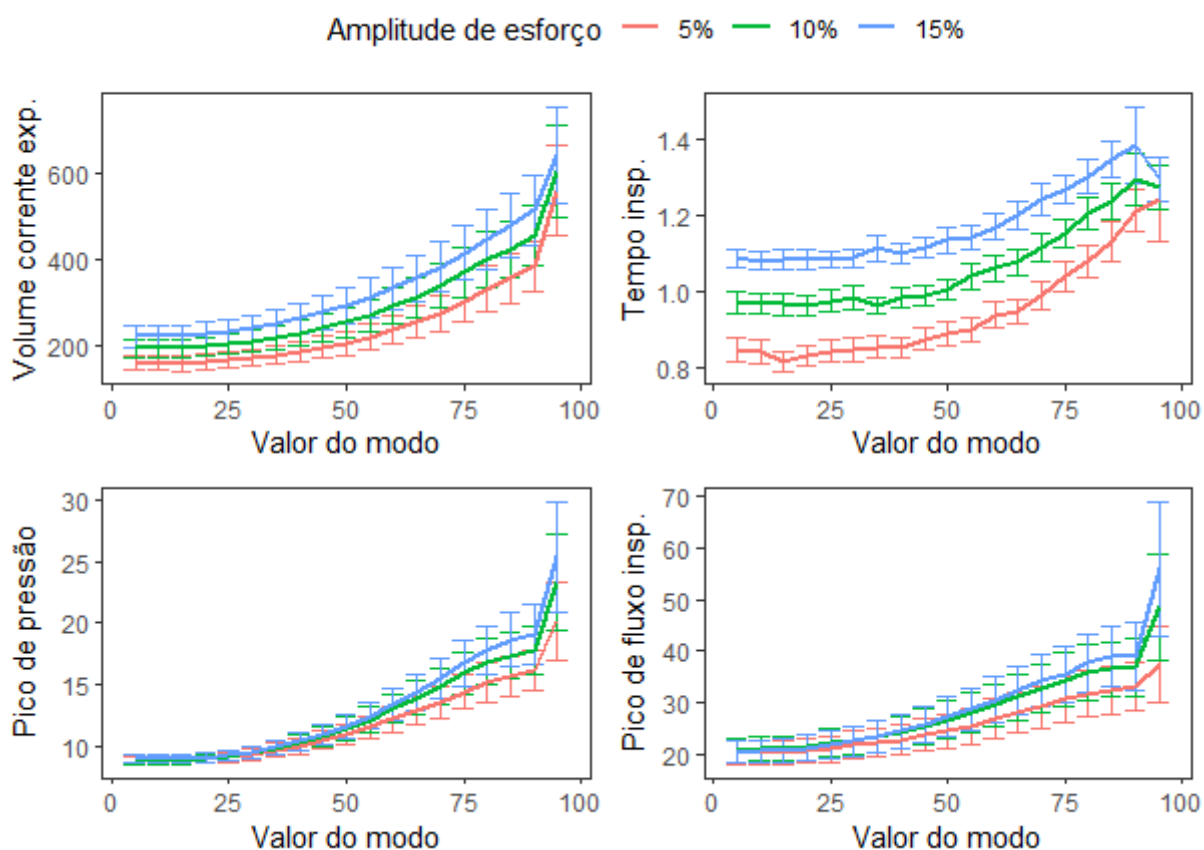 Amplitude de esforço 5% 10% 15%
Volume corrente exp.
600
400
200
0 25 50 75 100
Valor do modo
Tempo insp.
1.4
1.2
1.0
0.8
0 25 50 75 100
Valor do modo
Pico de pressão
30
25
20
15
10
0 25 50 75 100
Valor do modo
Pico de fluxo insp.
70
60
50
40
30
20
0 25 50 75 100
Valor do modo